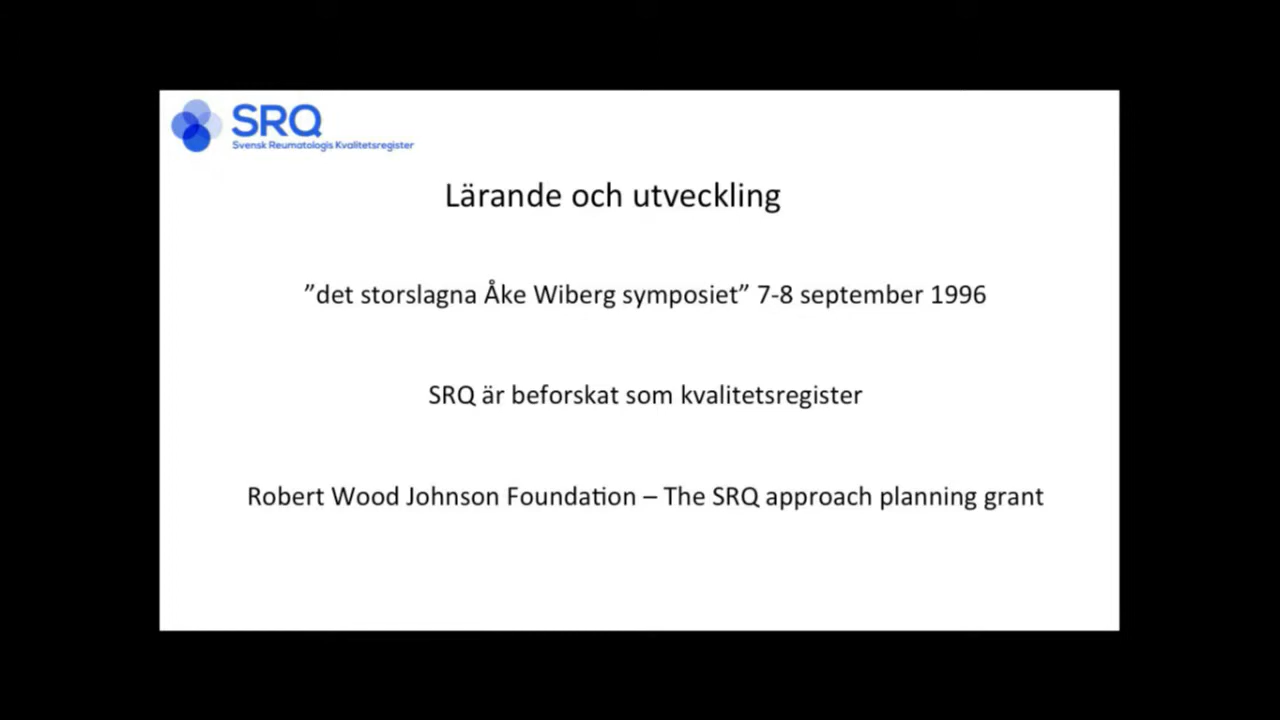 SRQ
Svensk Reumatologis Kvalitetsregister
Lärande och utveckling
”det storslagna Åke Wiberg symposiet” 7-8 september 1996
SRQ är beforskat som kvalitetsregister
Robert Wood Johnson Foundation – The SRQ approach planning grant